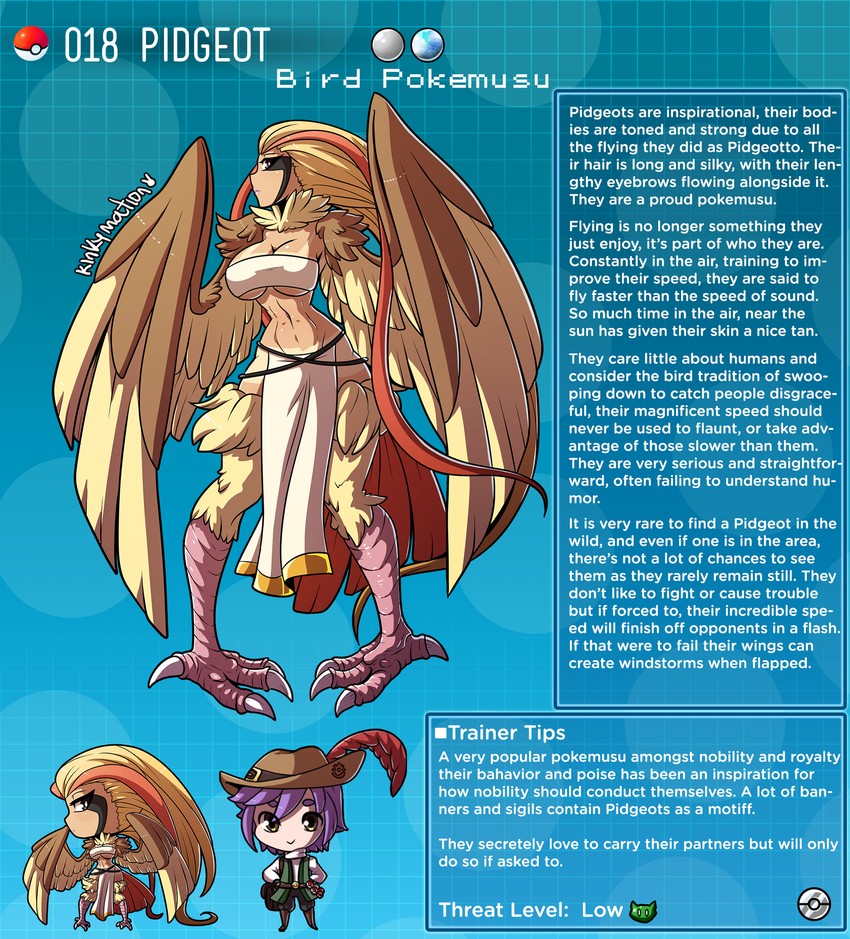 018 PIDGEOT
Bird Pokemusu
kinkymation
Pidgeots are inspirational, their bod-
ies are toned and strong due to all
the flying they did as Pidgeotto. The-
ir hair is long and silky, with their len-
gthy eyebrows flowing alongside it.
They are a proud pokemusu.
Flying is no longer something they
just enjoy, it's part of who they are.
Constantly in the air, training to im-
prove their speed, they are said to
fly faster than the speed of sound.
So much time in the air, near the
sun has given their skin a nice tan.
They care little about humans and
consider the bird tradition of swoo-
ping down to catch people disgrace-
ful, their magnificent speed should
never be used to flaunt, or take adv-
antage of those slower than them.
They are very serious and straightfor-
ward, often failing to understand hu-
mor.
It is very rare to find a Pidgeot in the
wild, and even if one is in the area,
there's not a lot of chances to see
them as they rarely remain still. They
don't like to fight or cause trouble
but if forced to, their incredible spe-
ed will finish off opponents in a flash.
If that were to fail their wings can
create windstorms when flapped.
Trainer Tips
A very popular pokemusu amongst nobility and royalty
their bahavior and poise has been an inspiration for
how nobility should conduct themselves. A lot of ban-
ners and sigils contain Pidgeots as a motiff.
They secretely love to carry their partners but will only
do so if asked to.
Threat Level: Low